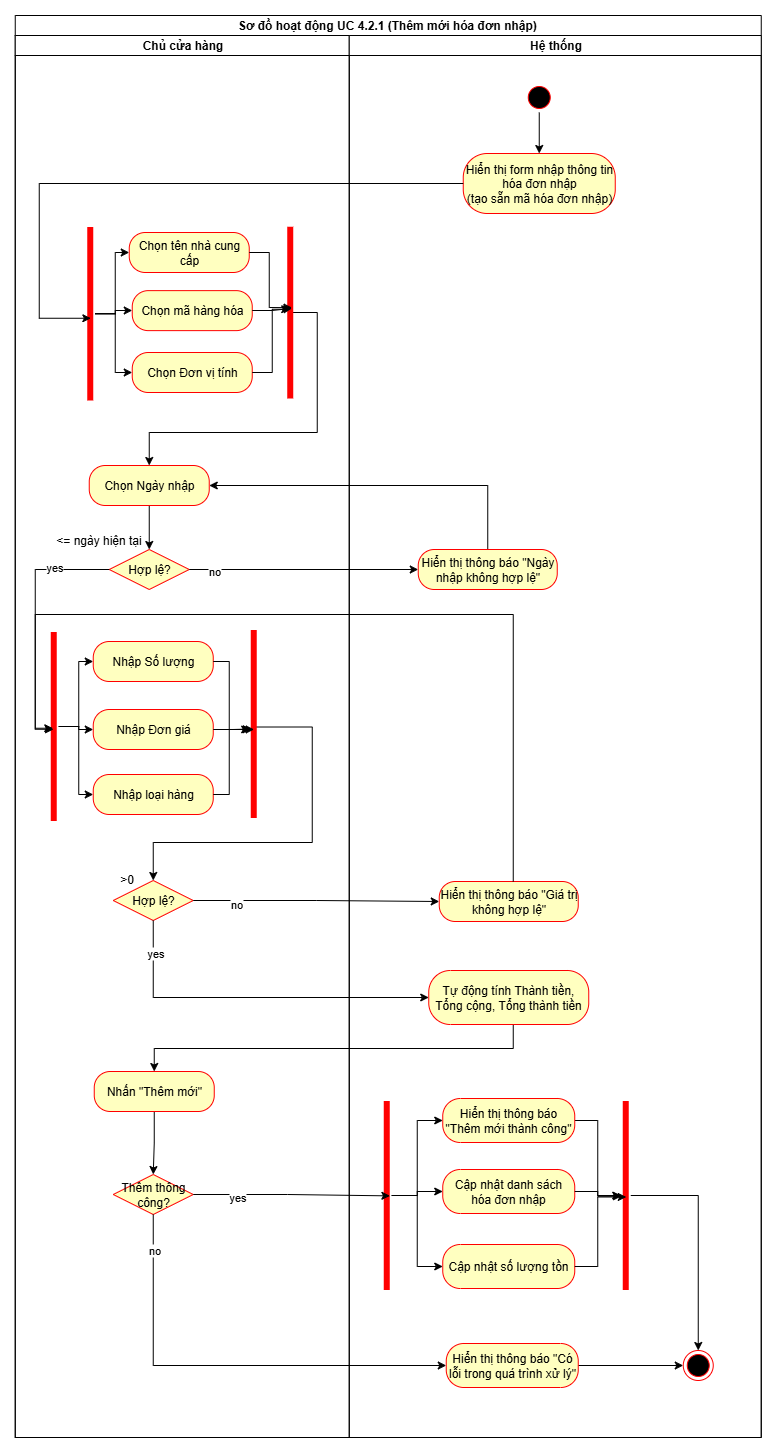 Sơ đồ hoạt động UC 4.2.1 (Thêm mới hóa đơn nhập)
Chủ cửa hàng
Hệ thống
Hiển thị form nhập thông tin
hóa đơn nhập
(tạo sẵn mã hóa đơn nhập)
Chọn tên nhà cung
cấp
Chọn mã hàng hóa
Chọn Đơn vị tính
Chọn Ngày nhập
<= ngày hiện tại
Hợp lệ?
yes
no
Hiển thị thông báo "Ngày
nhập không hợp lệ"
Nhập Số lượng
Nhập Đơn giá
Nhập loại hàng
>0
Hợp lệ?
no
Hiển thị thông báo "Giá trị
không hợp lệ"
yes
Tự động tính Thành tiền,
Tổng cộng, Tổng thành tiền
Nhấn "Thêm mới"
Hiển thị thông báo
"Thêm mới thành công"
Thêm thông
công?
yes
Cập nhật danh sách
hóa đơn nhập
no
Cập nhật số lượng tồn
Hiển thị thông báo "Có
lỗi trong quá trình xử lý"